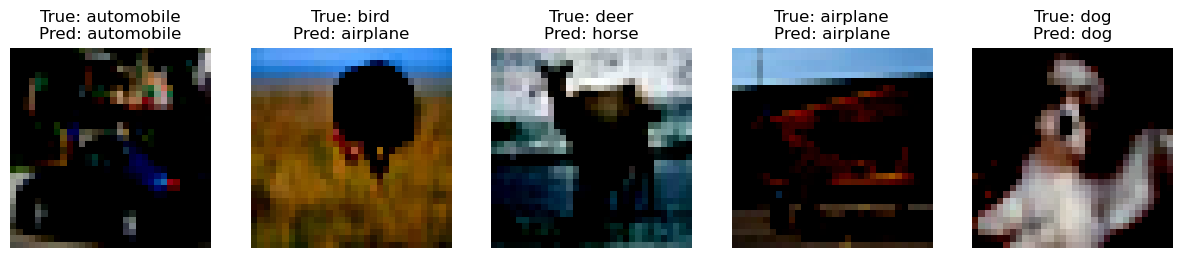 True: automobile
Pred: automobile
True: bird
Pred: airplane
True: deer
Pred: horse
True: airplane
Pred: airplane
True: dog
Pred: dog